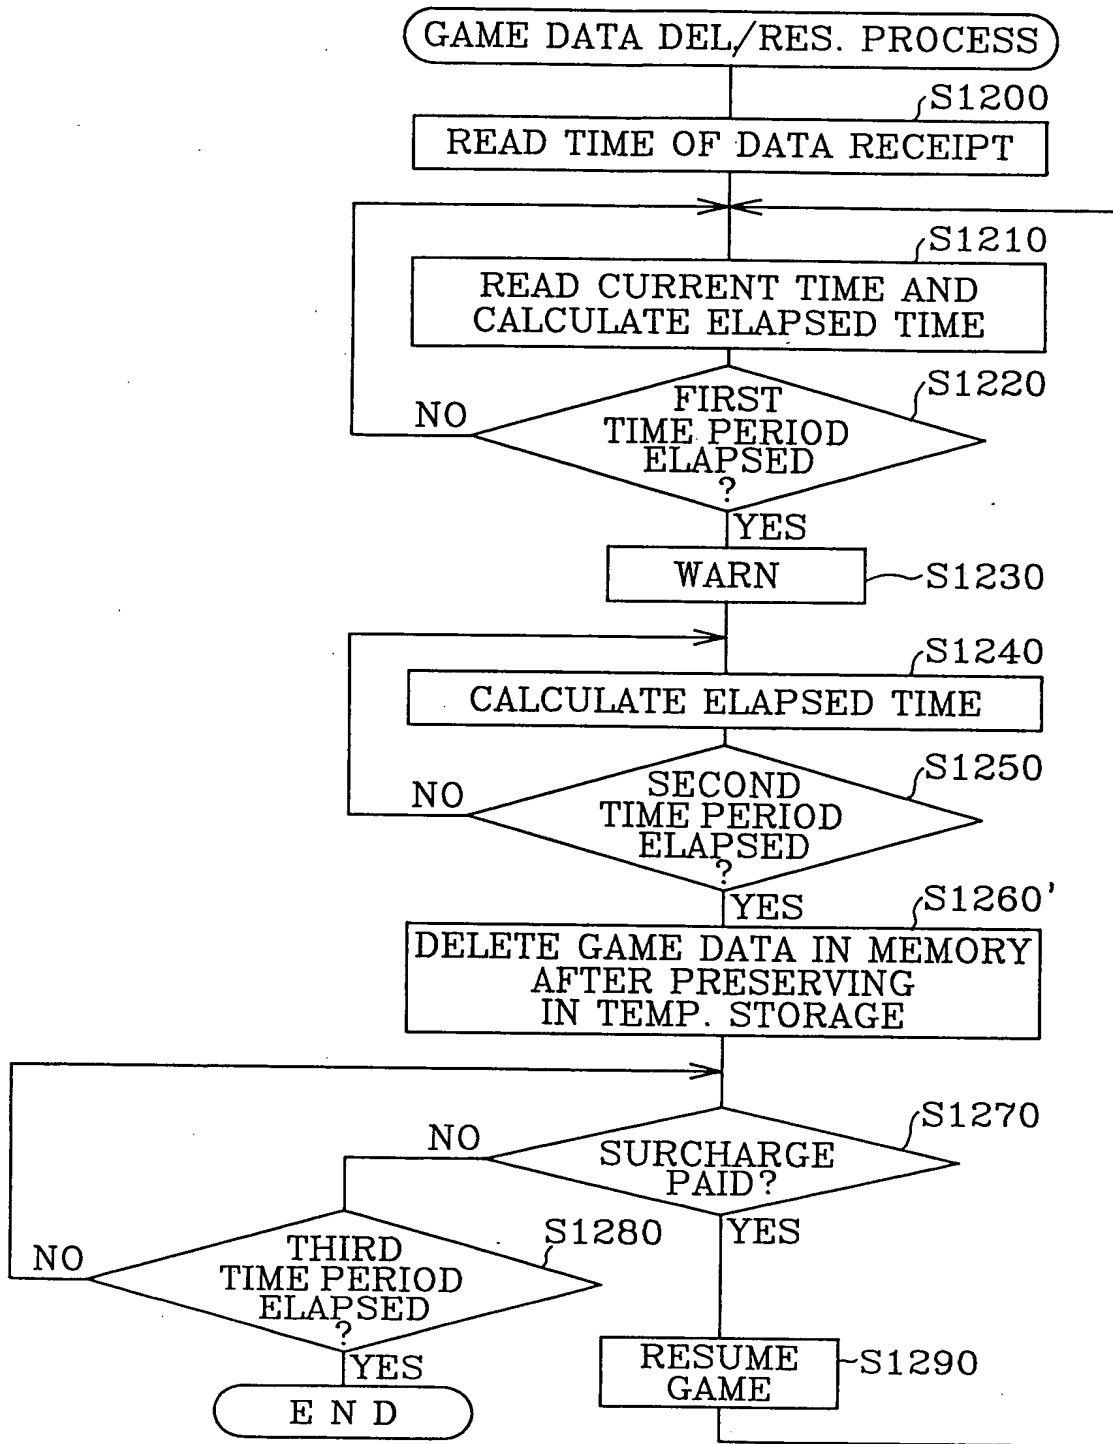 GAME DATA DEL/RES. PROCESS
S1200
READ TIME OF DATA RECEIPT
S1210
READ CURRENT TIME AND
CALCULATE ELAPSED TIME
S1220
FIRST
TIME PERIOD
ELAPSED
?
NO
YES
WARN
S1230
S1240
CALCULATE ELAPSED TIME
S1250
SECOND
TIME PERIOD
ELAPSED
?
NO
YES
S1260'
DELETE GAME DATA IN MEMORY
AFTER PRESERVING
IN TEMP. STORAGE
S1270
NO
SURCHARGE
PAID?
YES
S1280
NO
THIRD
TIME PERIOD
ELAPSED
?
YES
RESUME
GAME
S1290
END